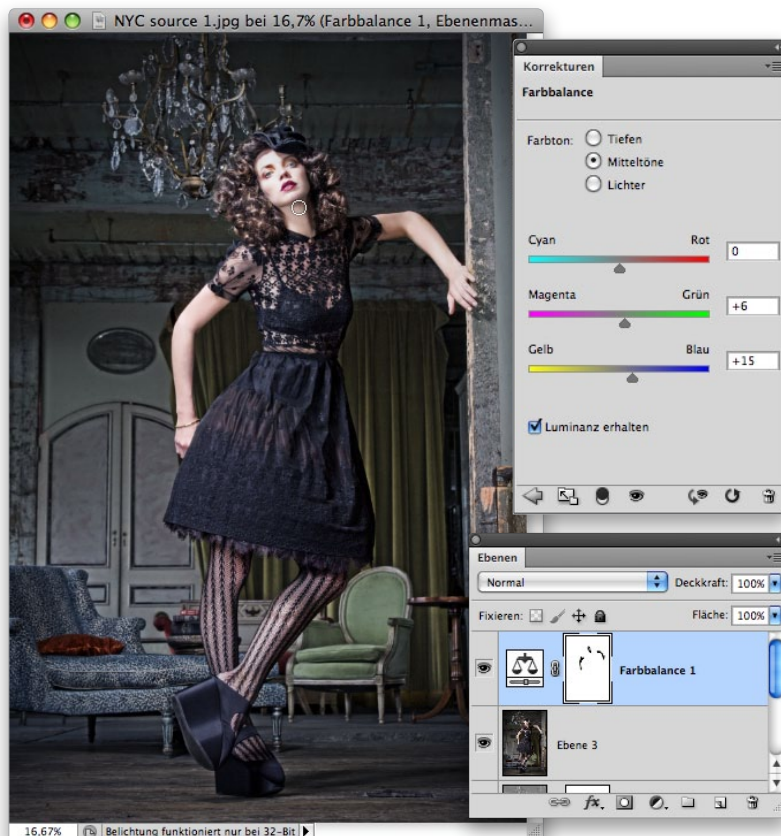 NYC source 1.jpg bei 16,7% (Farbbalance 1, Ebenenmas...
Korrekturen
Farbbalance
Farbton: Tiefen
Mitteltöne
Lichter
Cyan Rot 0
Magenta Grün +6
Gelb Blau +15
Luminanz erhalten
Ebenen
Normal Deckkraft: 100%
Fixieren: Fläche: 100%
Farbbalance 1
Ebene 3
fx.
16.67% Belichtung funktioniert nur bei 32-Bit